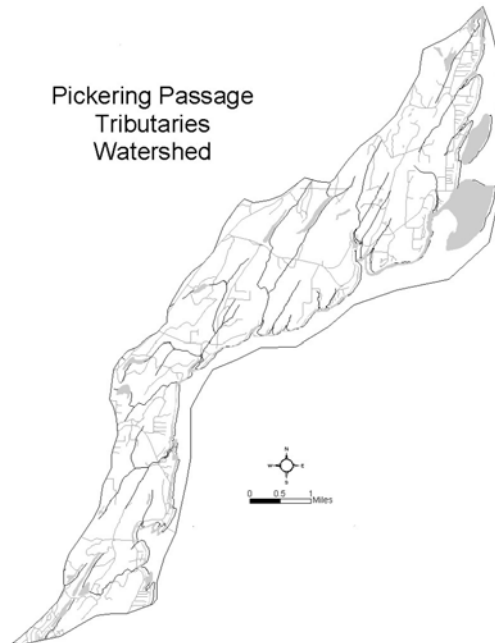 Pickering Passage
Tributaries
Watershed
N
W E
S
0 0.5 1
Miles